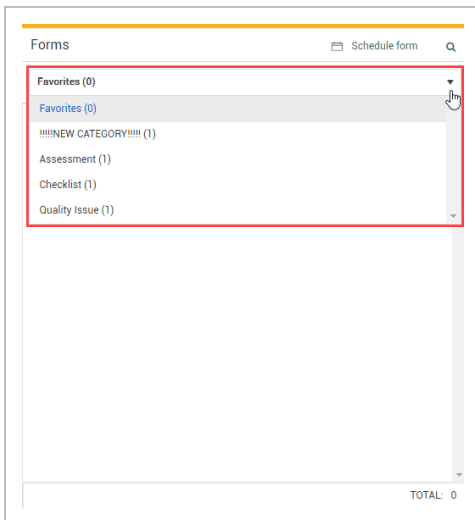 Forms Schedule form
Favorites (0)
Favorites (0)
!!!!!NEW CATEGORY!!!!! (1)
Assessment (1)
Checklist (1)
Quality Issue (1)
TOTAL: 0